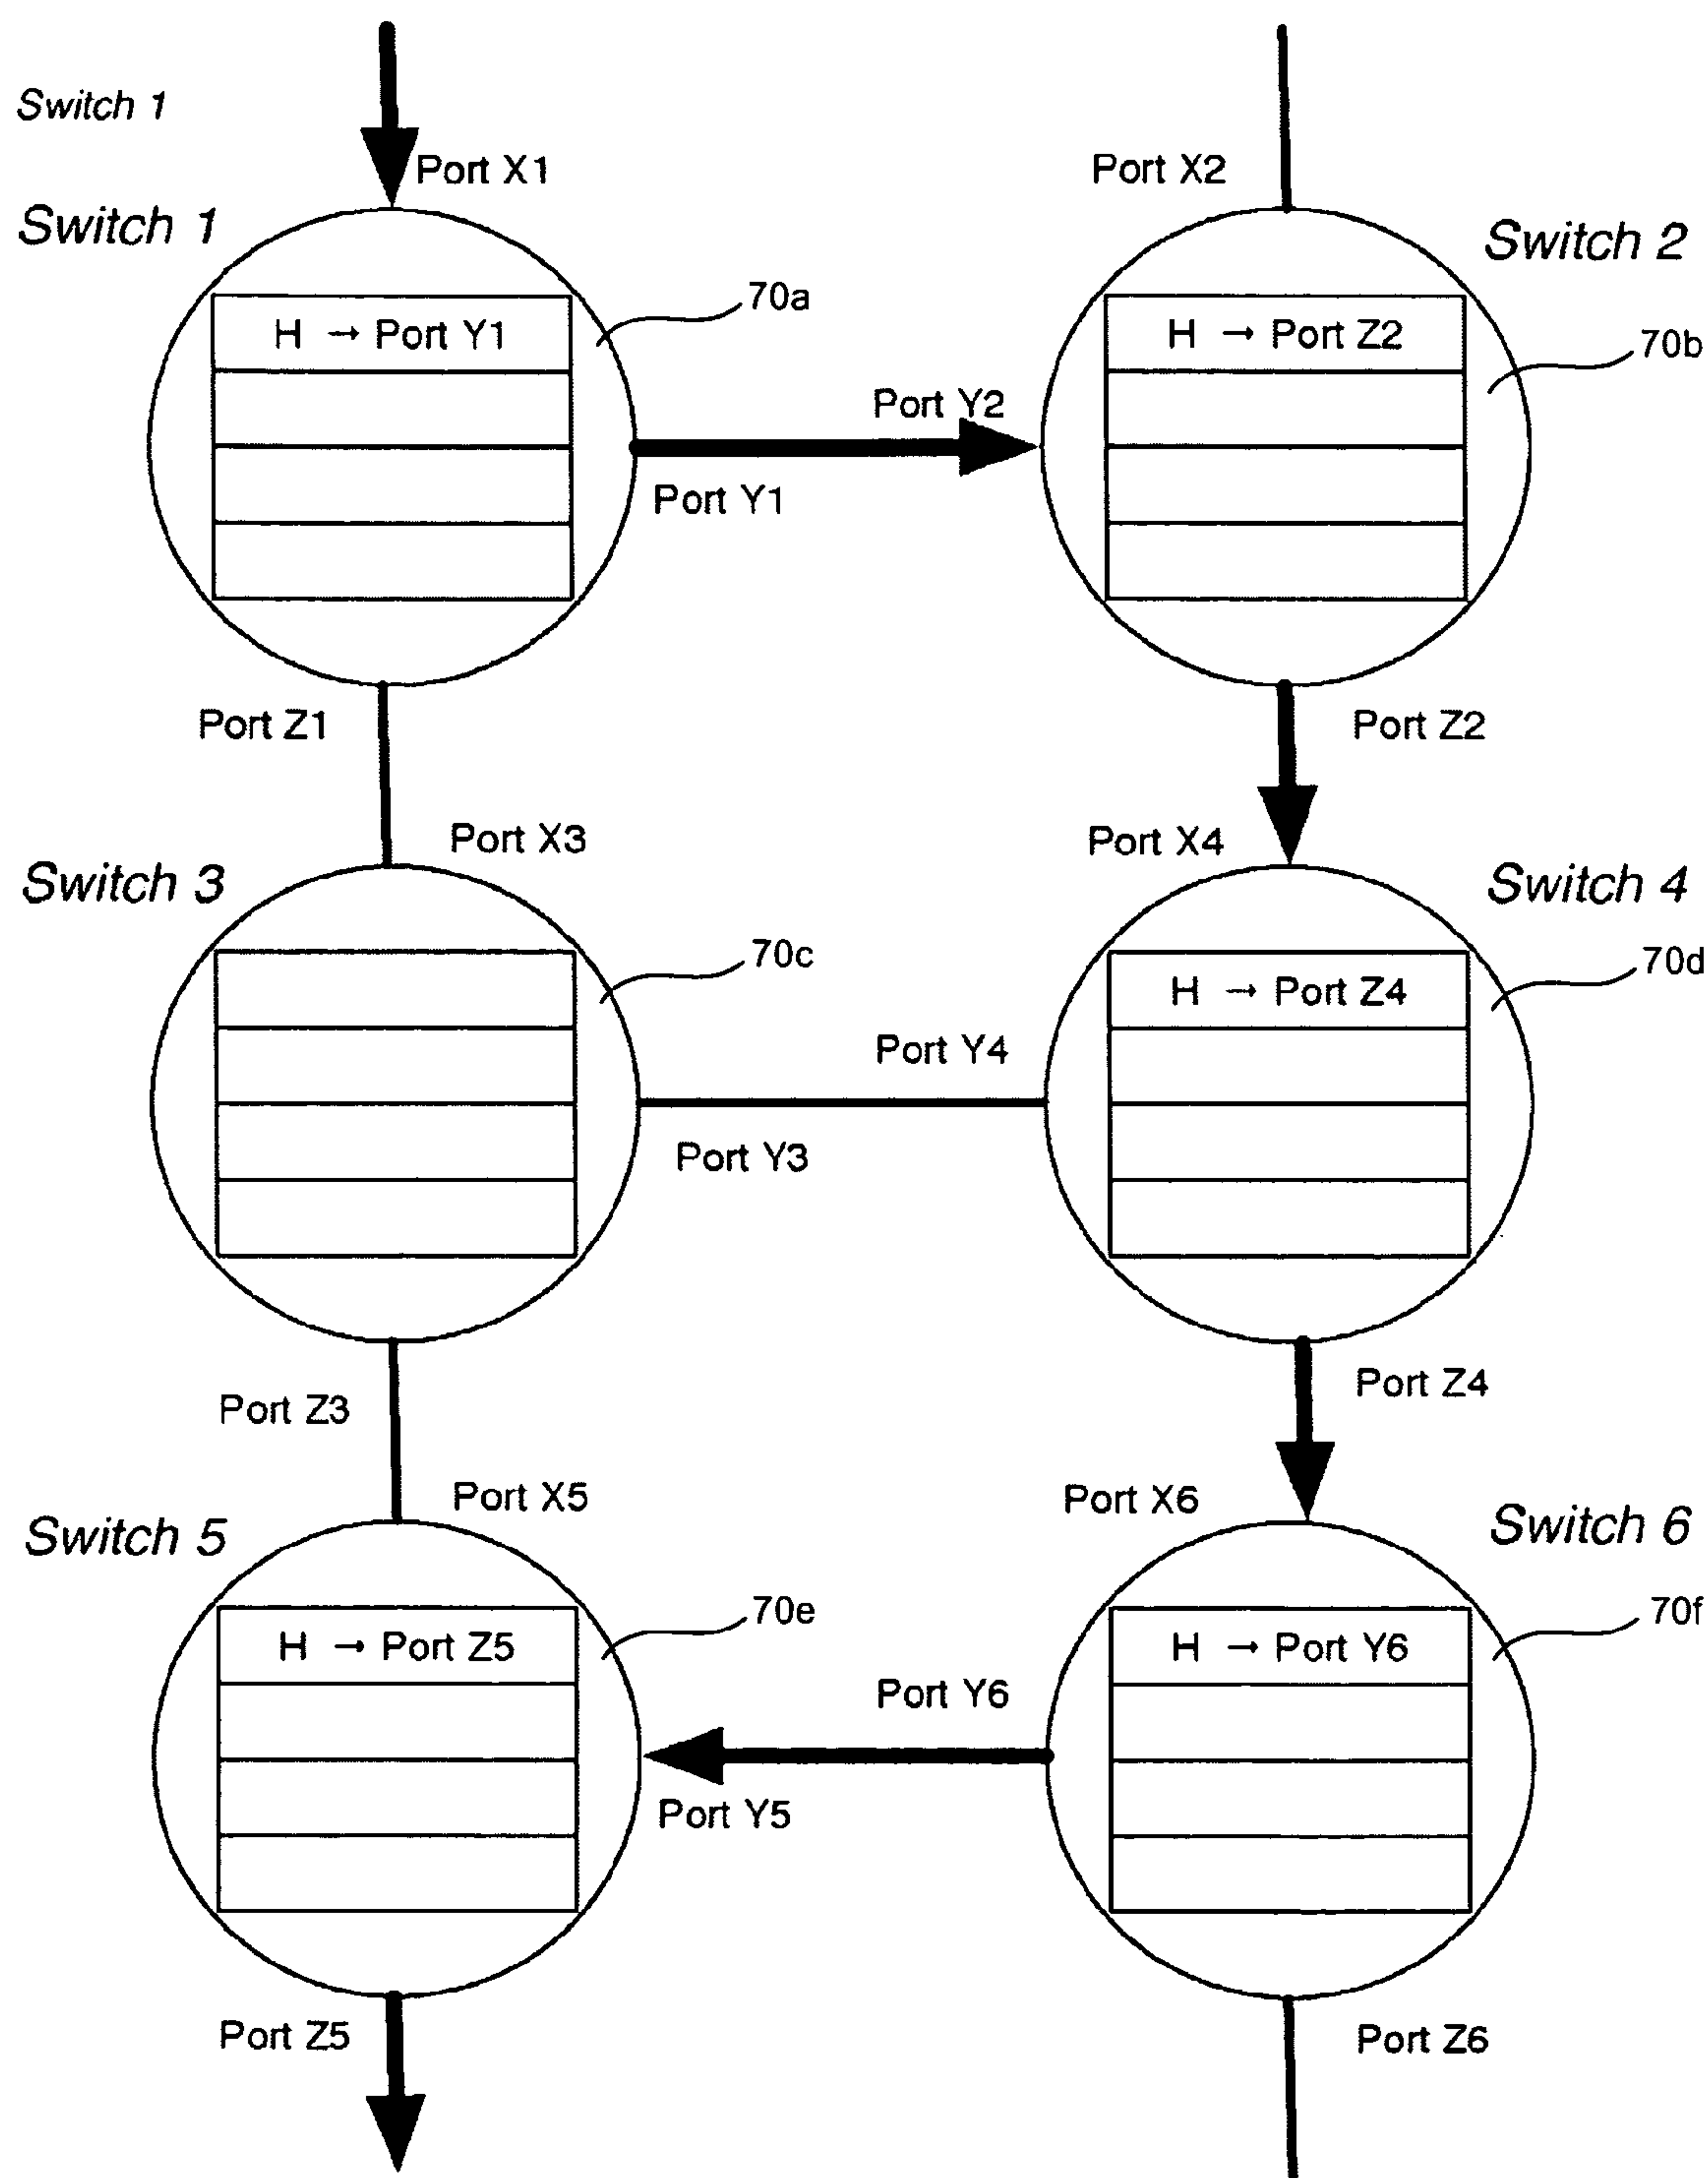 Switch 1
Port X1
Port X2
Switch 1
Switch 2
70a
H → Port Y1
H → Port Z2
70b
Port Y2
Port Y1
Port Z1
Port Z2
Port X3
Port X4
Switch 3
Switch 4
70c
70d
H → Port Z4
Port Y4
Port Y3
Port Z4
Port Z3
Port X5
Port X6
Switch 5
Switch 6
70e
70f
H → Port Z5
H → Port Y6
Port Y6
Port Y5
Port Z5
Port Z6